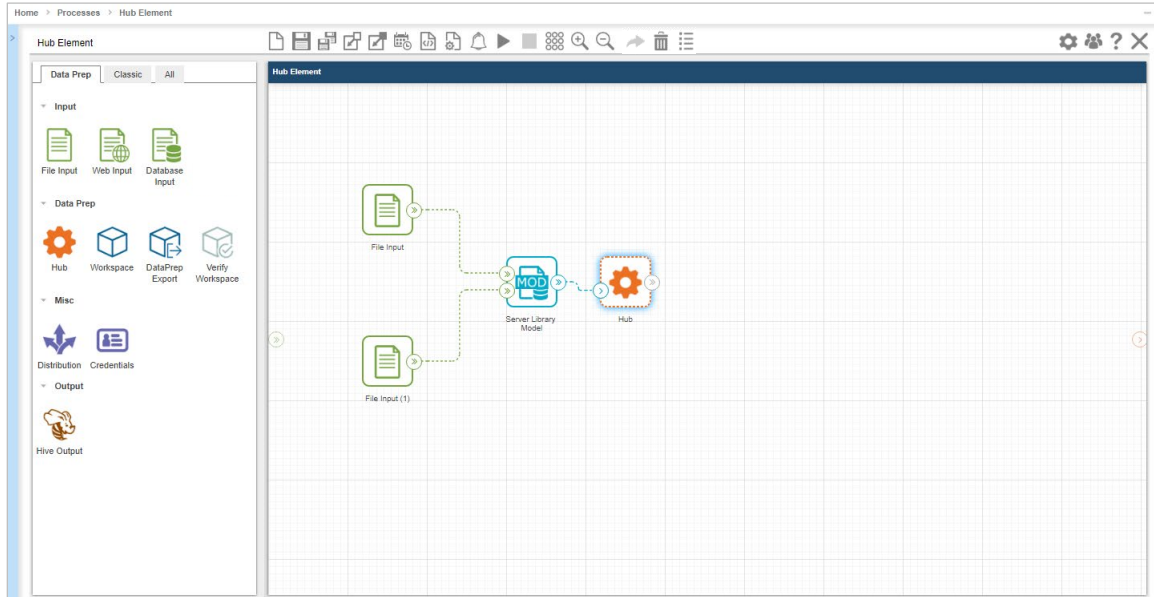 Home > Processes > Hub Element
Hub Element
Data Prep Classic All
Input
File Input Web Input Database
Input
Data Prep
Hub Workspace DataPrep
Export Verify
Workspace
Misc
Distribution Credentials
Output
Hive Output
Hub Element
File Input
MOD
Server Library
Model
Hub
File Input (1)